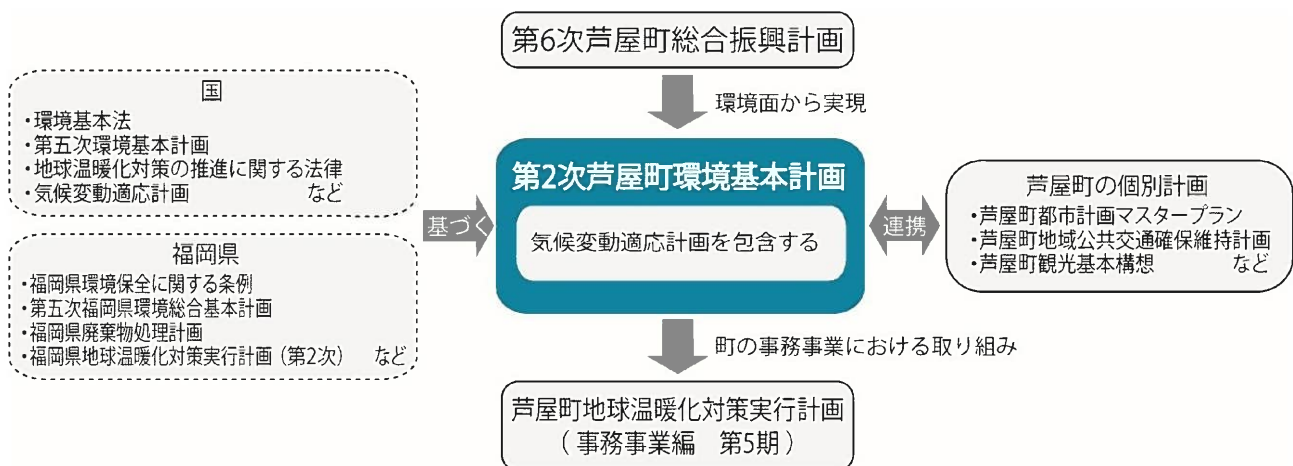 第6次芦屋町総合振興計画
環境面から実現
国
・環境基本法
・第五次環境基本計画
・地球温暖化対策の推進に関する法律
・気候変動適応計画　など
福岡県
・福岡県環境保全に関する条例
・第五次福岡県環境総合基本計画
・福岡県廃棄物処理計画
・福岡県地球温暖化対策実行計画（第2次）　など
基づく
第2次芦屋町環境基本計画
気候変動適応計画を包含する
連携
芦屋町の個別計画
・芦屋町都市計画マスタープラン
・芦屋町地域公共交通確保維持計画
・芦屋町観光基本構想　など
町の事務事業における取り組み
芦屋町地球温暖化対策実行計画
（事務事業編　第5期）